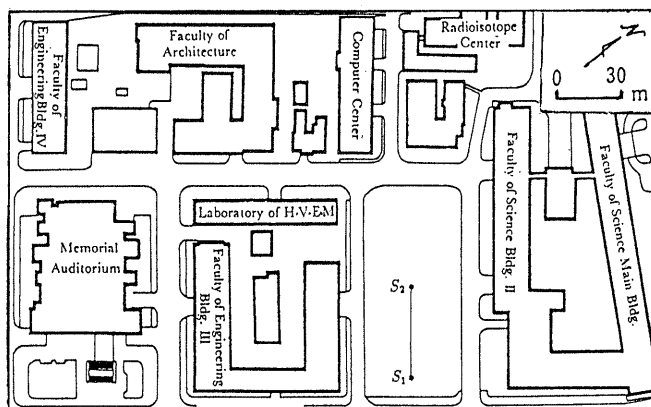 Faculty of
Engineering Bldg. IV
Faculty of
Architecture
Computer Center
Radioisotope
Center
N
0 30
m
Memorial
Auditorium
Laboratory of H·V·E·M
Faculty of Engineering
Bldg. III
S₂
S₁
Faculty of Science Bldg. II
Faculty of Science Main Bldg.